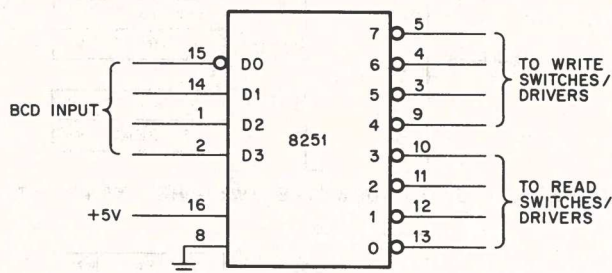 BCD INPUT
15
14
1
2
+5V 16
8
D0
D1
D2
D3
8251
7
6
5
4
3
2
1
0
5
4
3
9
10
11
12
13
TO WRITE
SWITCHES/
DRIVERS
TO READ
SWITCHES/
DRIVERS